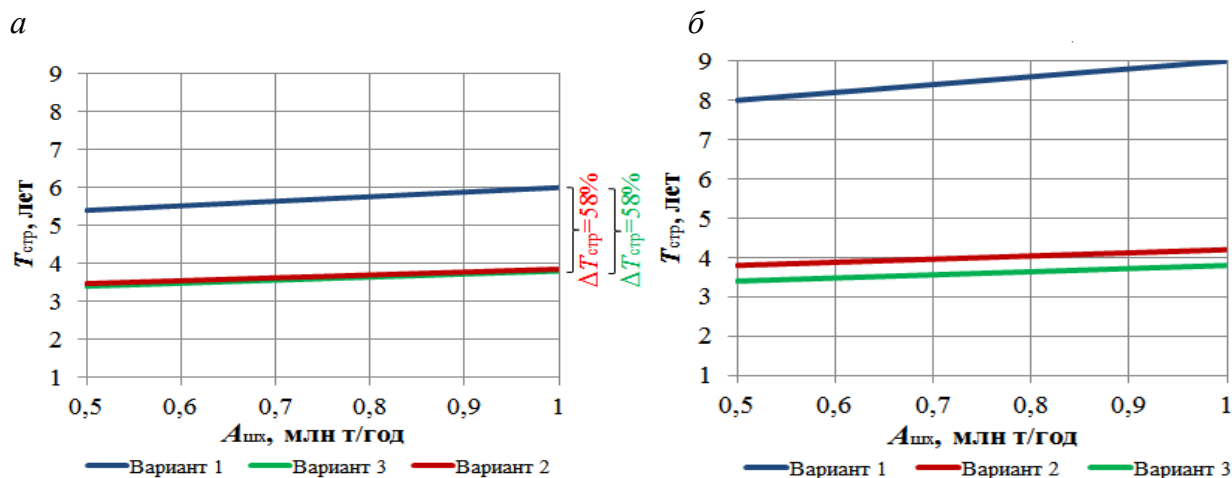 а
9
8
7
6
5
4
3
2
1
Tстр, лет
0,5 0,6 0,7 0,8 0,9 1
Aшх, млн т/год
ΔTстр=58%
ΔTстр=58%
Вариант 1 Вариант 3 Вариант 2
б
9
8
7
6
5
4
3
2
1
Tстр, лет
0,5 0,6 0,7 0,8 0,9 1
Aшх, млн т/год
Вариант 1 Вариант 2 Вариант 3